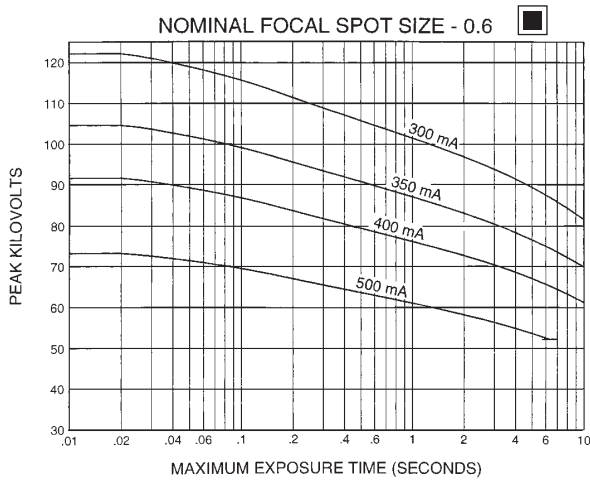 NOMINAL FOCAL SPOT SIZE - 0.6
PEAK KILOVOLTS
120
110
100
90
80
70
60
50
40
30
300 mA
350 mA
400 mA
500 mA
.01 .02 .04 .06 .1 .2 .4 .6 1 2 4 6 10
MAXIMUM EXPOSURE TIME (SECONDS)